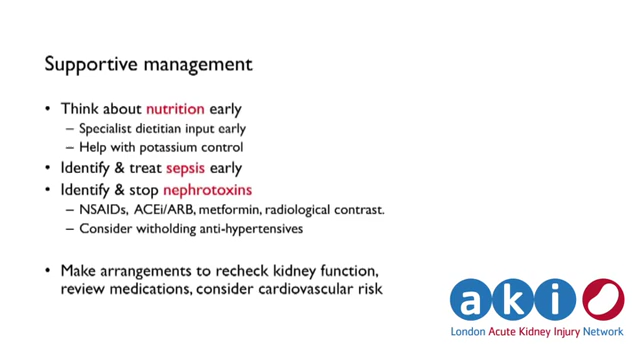 Supportive management
• Think about nutrition early
– Specialist dietitian input early
– Help with potassium control
• Identify & treat sepsis early
• Identify & stop nephrotoxins
– NSAIDs, ACEi/ARB, metformin, radiological contrast.
– Consider witholding anti-hypertensives
• Make arrangements to recheck kidney function,
review medications, consider cardiovascular risk
aki
London Acute Kidney Injury Network